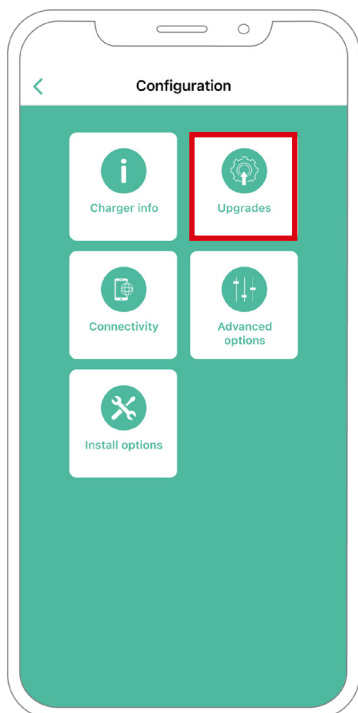 Configuration
Charger info
Upgrades
Connectivity
Advanced
options
Install options